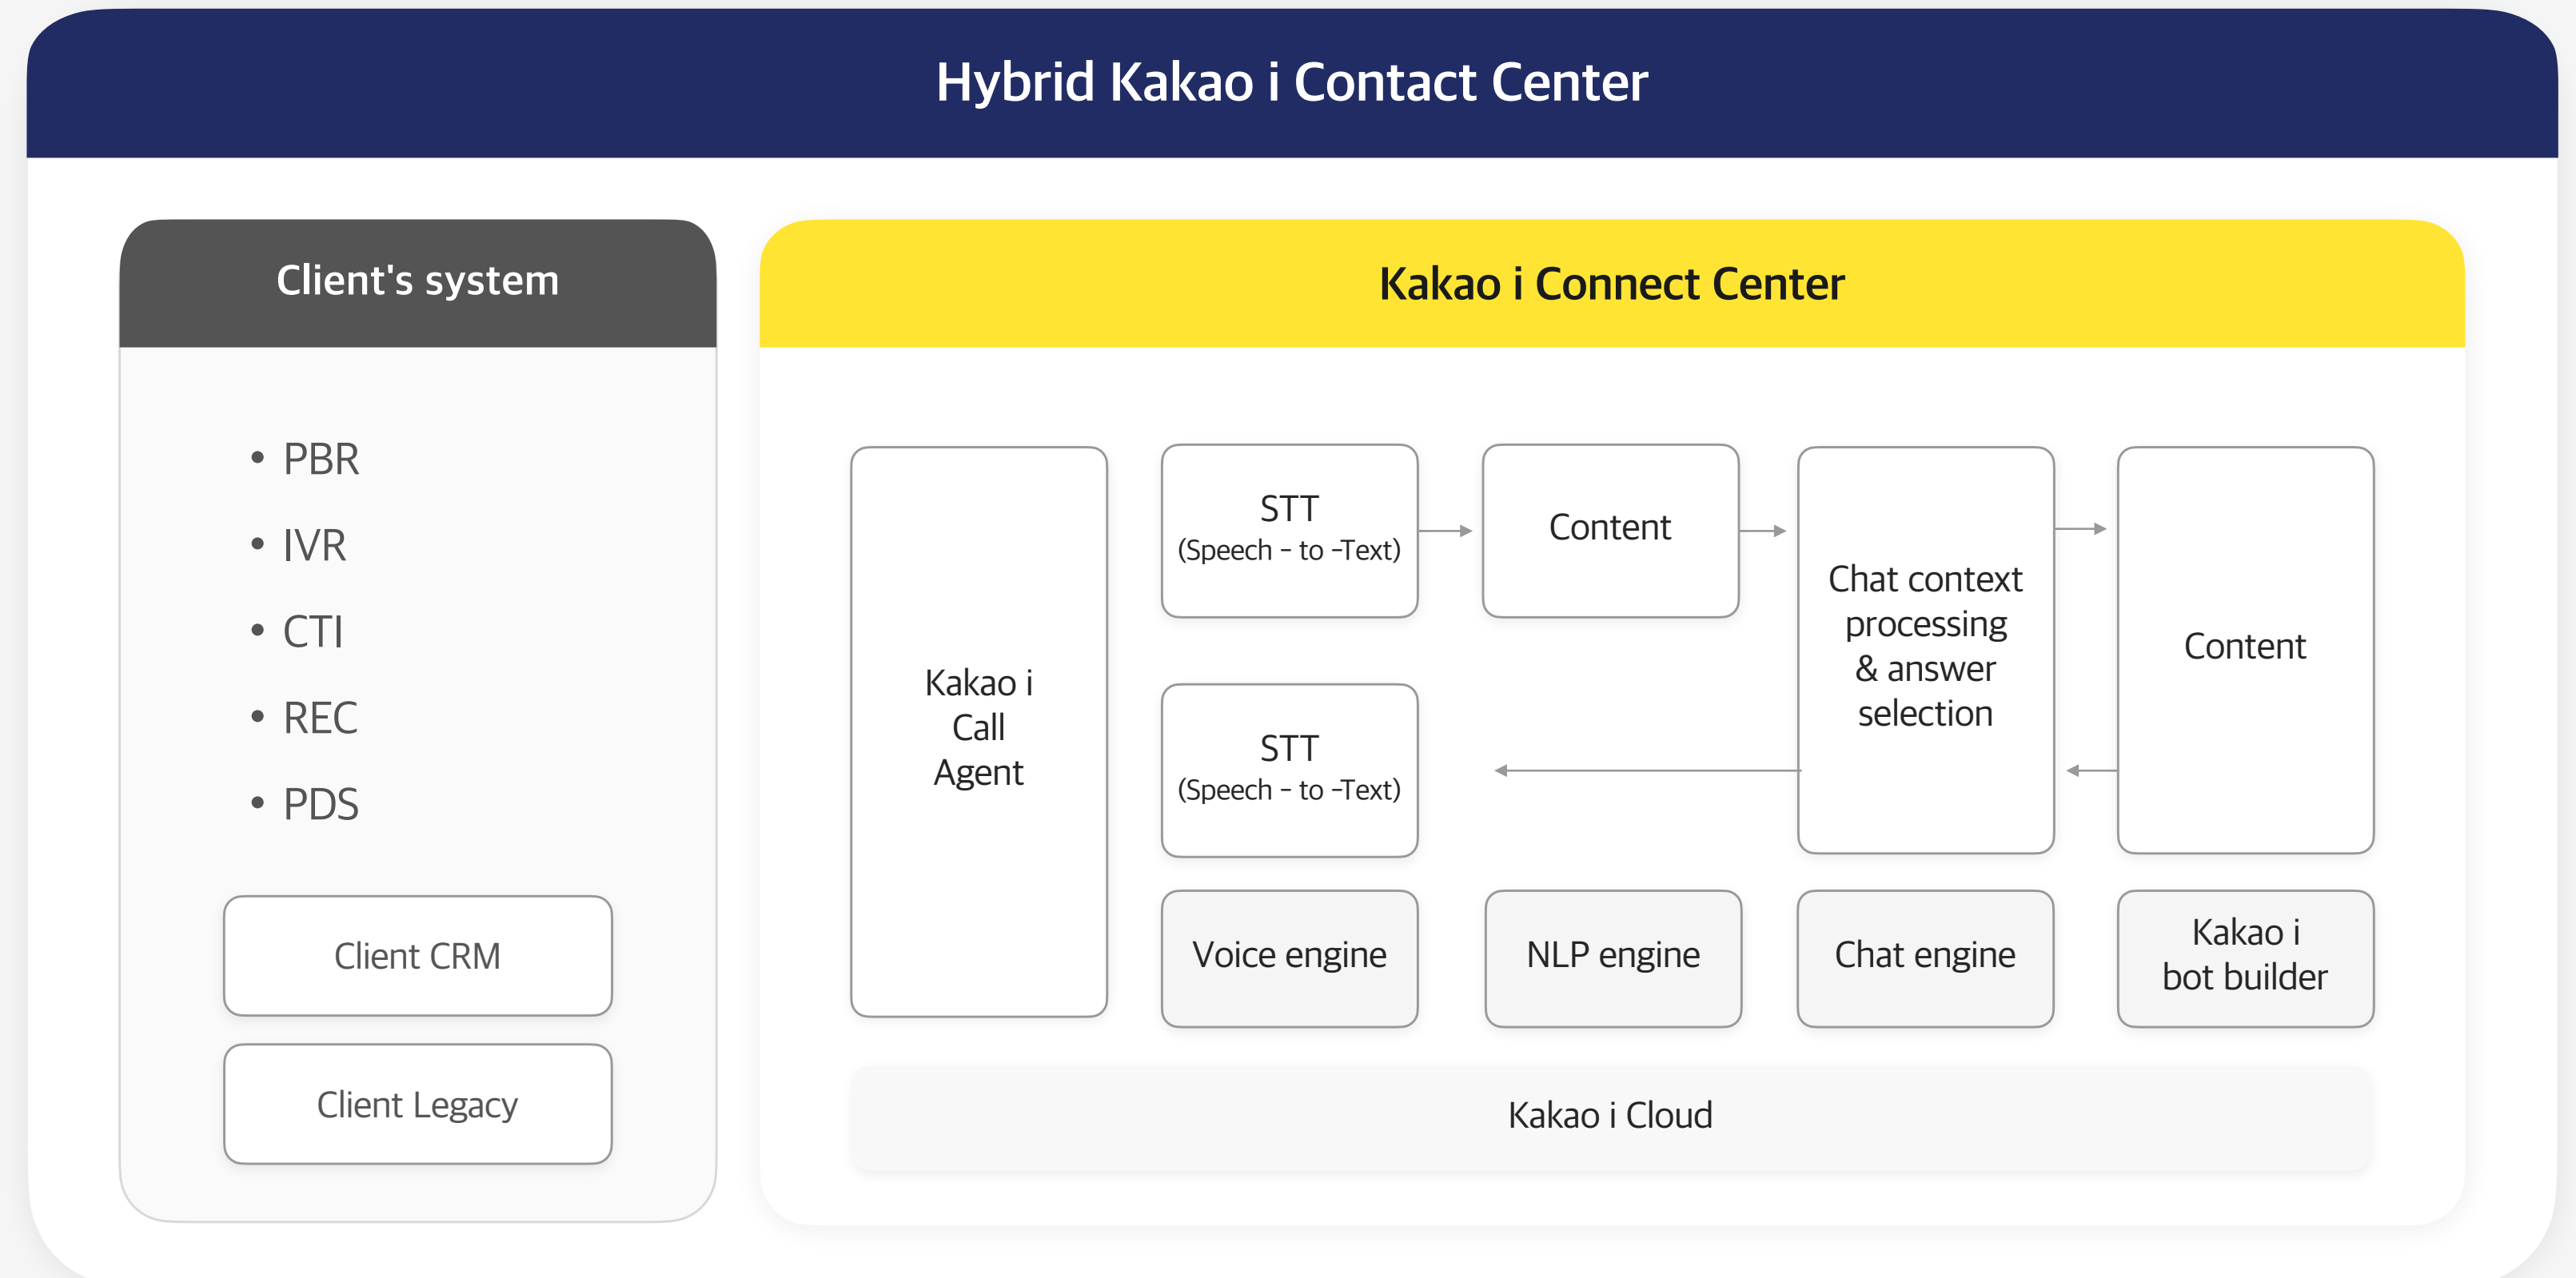 Hybrid Kakao i Contact Center
Client's system
• PBR
• IVR
• CTI
• REC
• PDS
Client CRM
Client Legacy
Kakao i Connect Center
Kakao i
Call
Agent
STT
(Speech - to -Text)
Content
Chat context
processing
& answer
selection
Content
STT
(Speech - to -Text)
Voice engine
NLP engine
Chat engine
Kakao i
bot builder
Kakao i Cloud